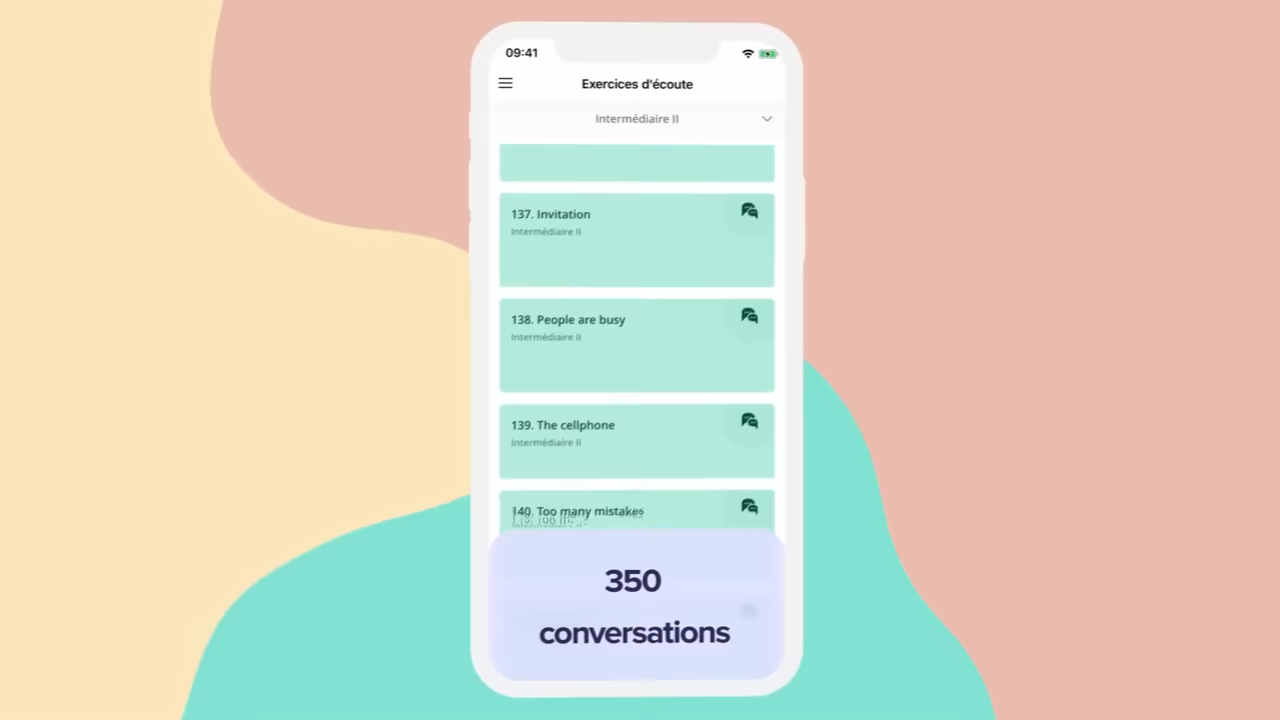 09:41
Exercices d'écoute
Intermédiaire II
137. Invitation
Intermédiaire II
138. People are busy
Intermédiaire II
139. The cellphone
Intermédiaire II
140. Too many mistakes
350
conversations